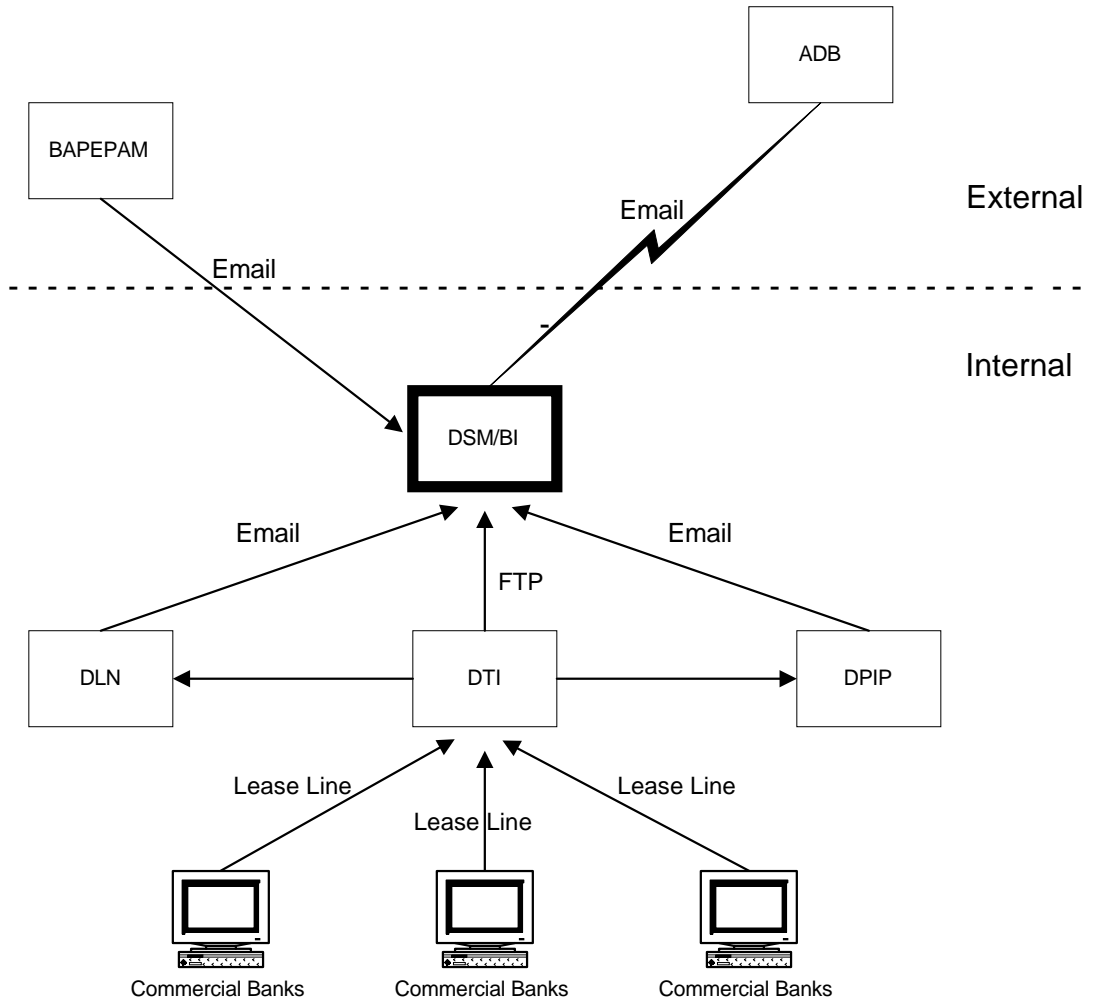 ADB
BAPEPAM
External
Email
Email
-
Internal
DSM/BI
Email
Email
FTP
DLN
DTI
DPIP
Lease Line
Lease Line
Lease Line
Commercial Banks
Commercial Banks
Commercial Banks